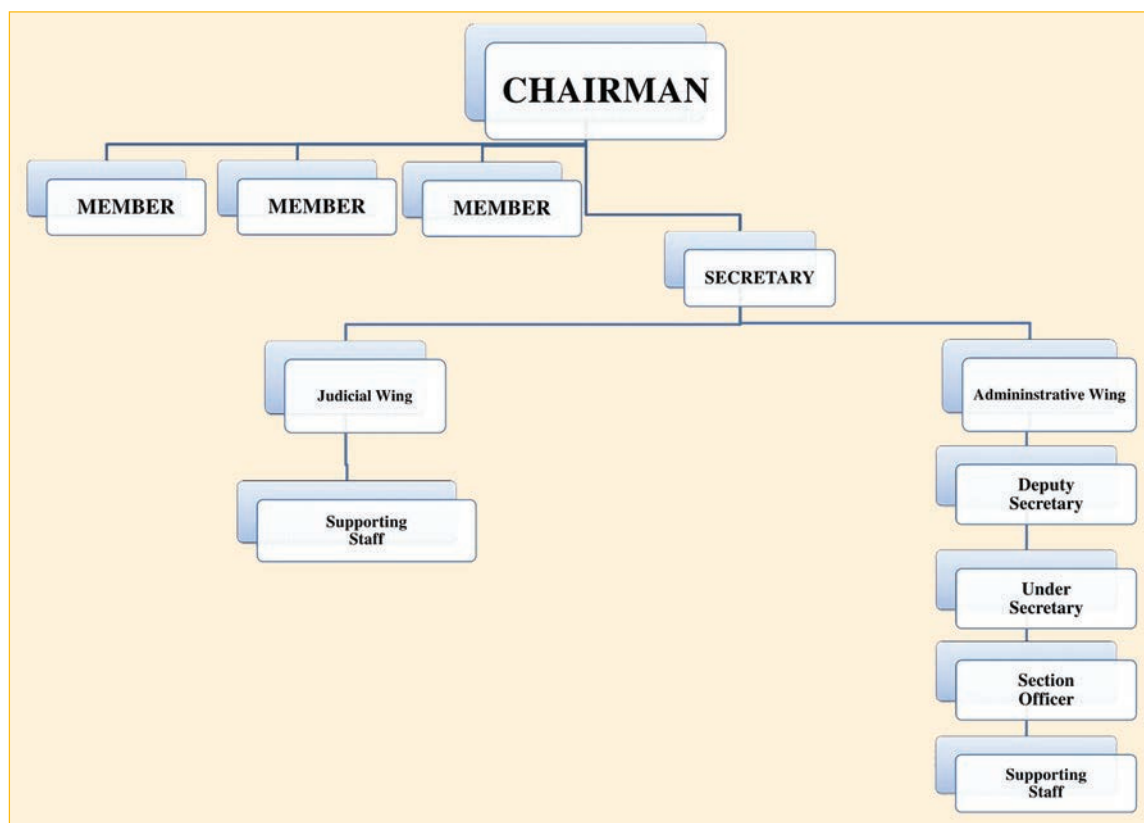 CHAIRMAN
MEMBER
MEMBER
MEMBER
SECRETARY
Judicial Wing
Admininstrative Wing
Supporting
Staff
Deputy
Secretary
Under
Secretary
Section
Officer
Supporting
Staff